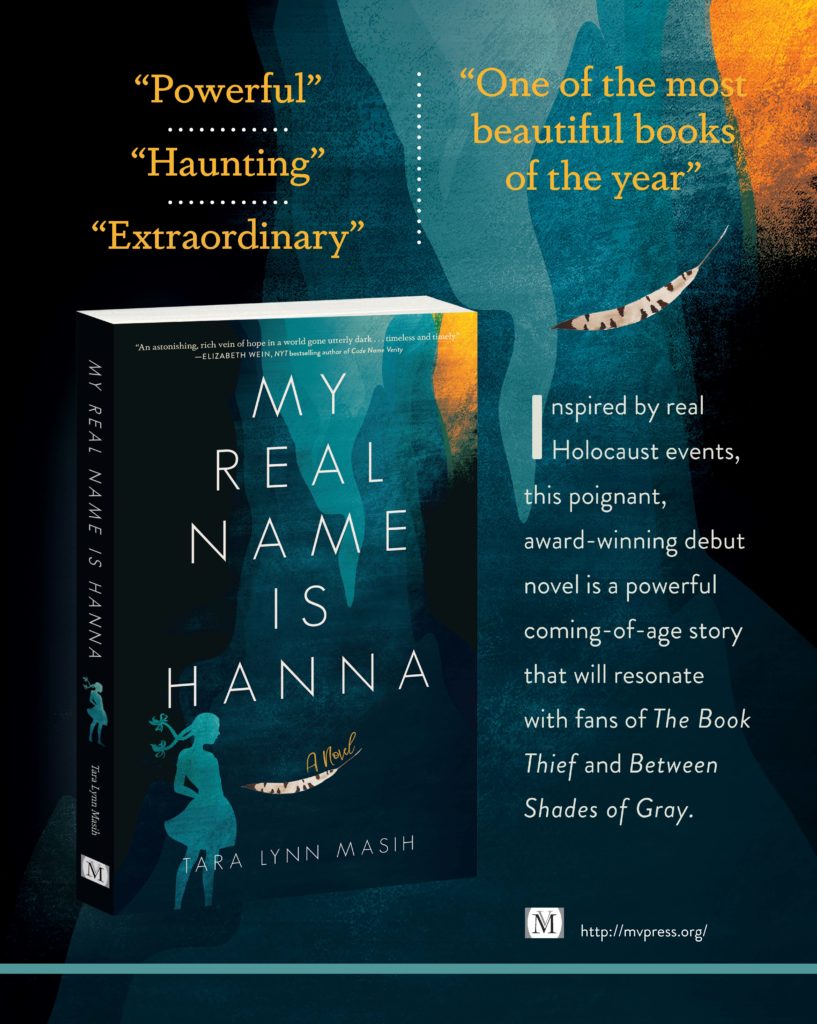 “Powerful”
“Haunting”
“Extraordinary”
“One of the most
beautiful books
of the year”
“An astonishing, rich vein of hope in a world gone utterly dark . . . timeless and timely.”
—ELIZABETH WEIN, NYT bestselling author of Code Name Verity
MY
REAL
NAME
IS
HANNA
A Novel
TARA LYNN MASIH
MY REAL NAME IS HANNA
Tara Lynn Masih
M
Inspired by real
Holocaust events,
this poignant,
award-winning debut
novel is a powerful
coming-of-age story
that will resonate
with fans of The Book
Thief and Between
Shades of Gray.
M
http://mvpress.org/